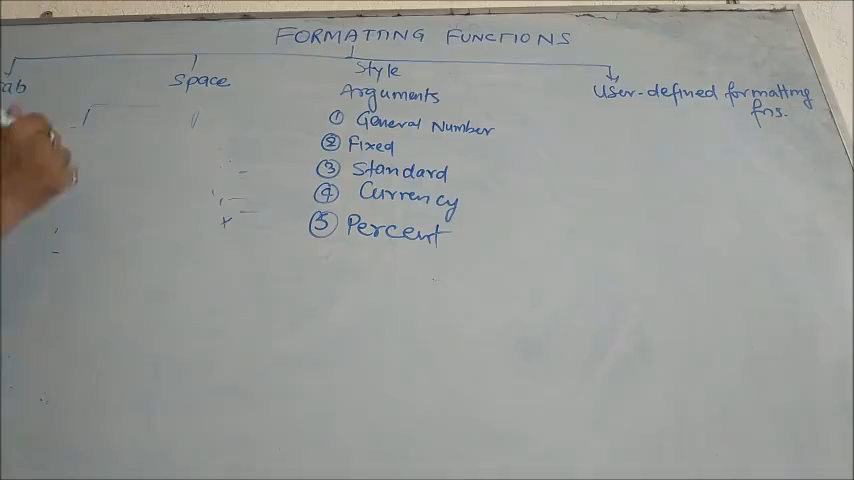 FORMATTING FUNCTIONS
ab
Space
Style
Arguments
① General Number
② Fixed
③ Standard
④ Currency
⑤ Percent
User-defined formatting
fns.